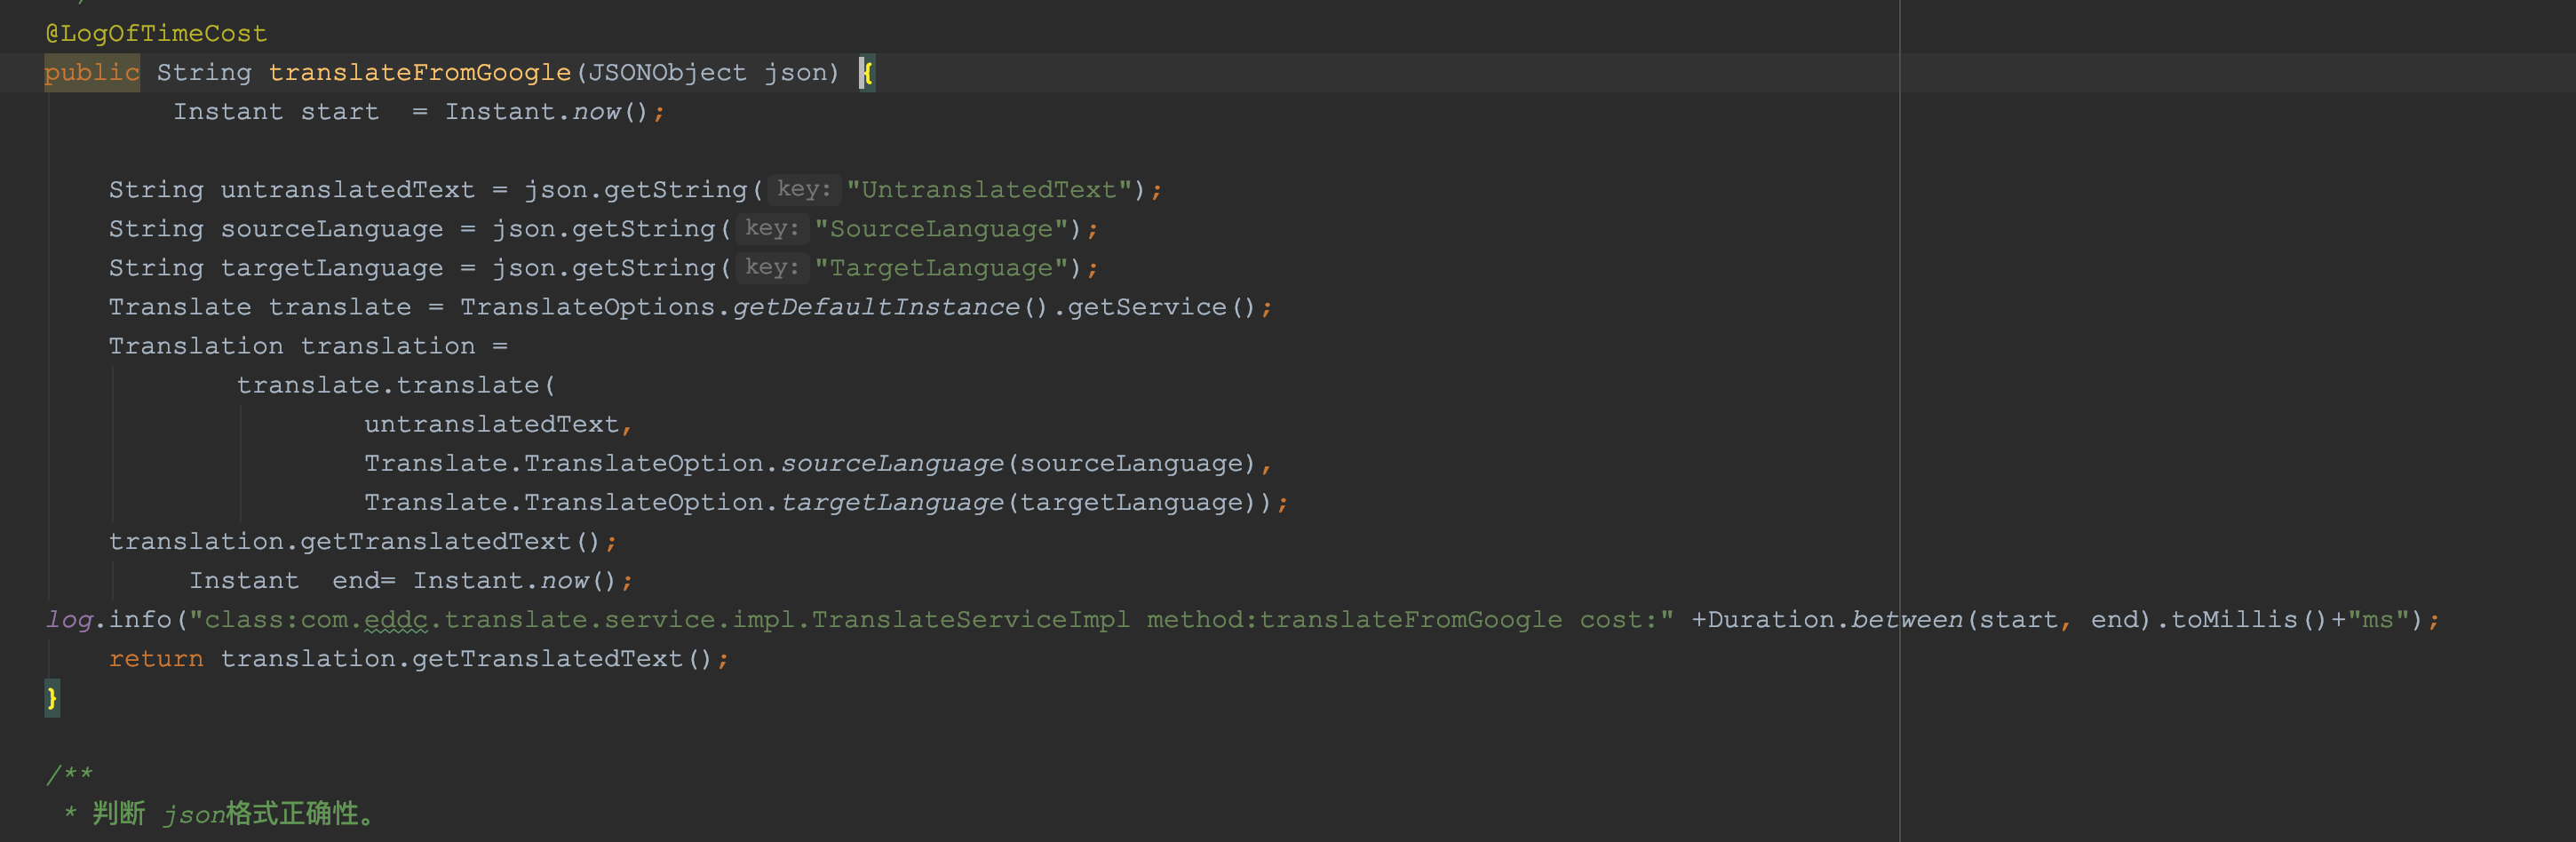 @LogOfTimeCost
public String translateFromGoogle(JSONObject json) {
Instant start  = Instant.now();
String untranslatedText = json.getString( key: "UntranslatedText");
String sourceLanguage = json.getString( key: "SourceLanguage");
String targetLanguage = json.getString( key: "TargetLanguage");
Translate translate = TranslateOptions.getDefaultInstance().getService();
Translation translation =
translate.translate(
untranslatedText,
Translate.TranslateOption.sourceLanguage(sourceLanguage),
Translate.TranslateOption.targetLanguage(targetLanguage));
translation.getTranslatedText();
Instant  end= Instant.now();
log.info("class:com.eddc.translate.service.impl.TranslateServiceImpl method:translateFromGoogle cost:" +Duration.between(start, end).toMillis()+"ms");
return translation.getTranslatedText();
}
/**
* 判断 json格式正确性。